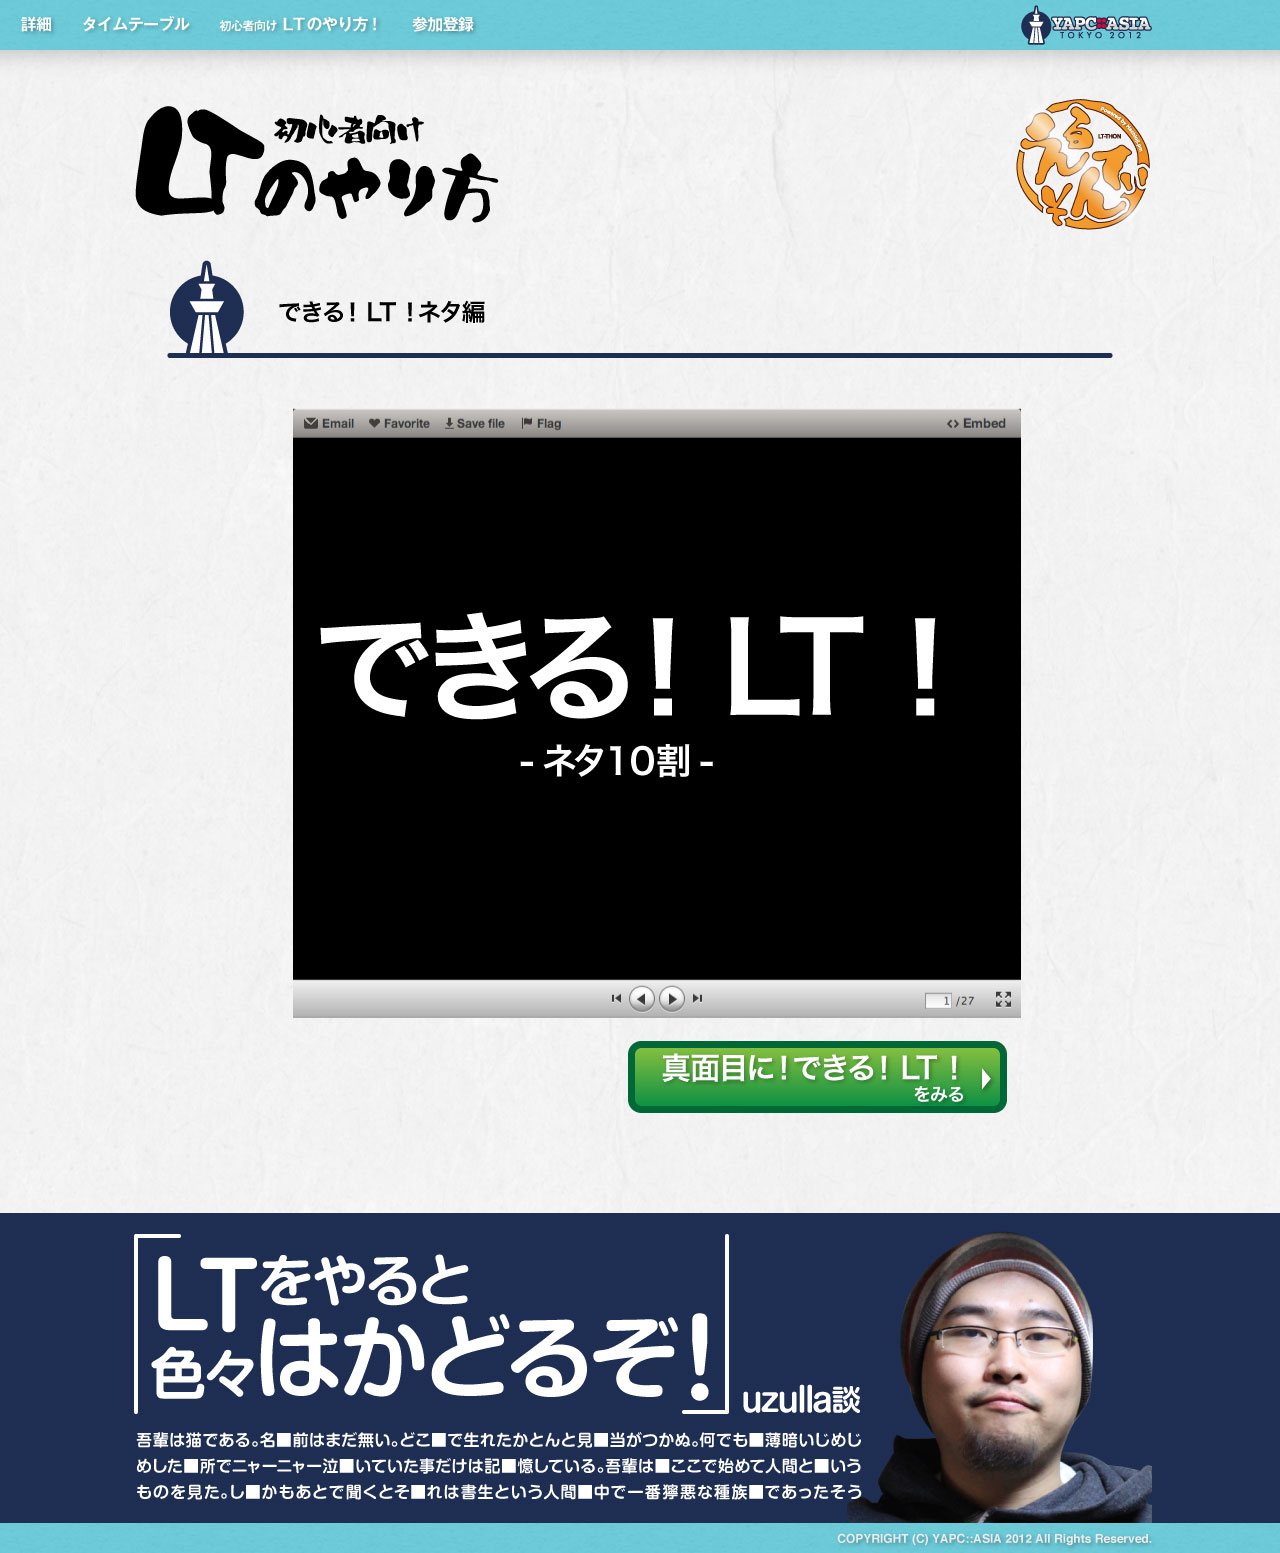 詳細 タイムテーブル 初心者向け LTのやり方！ 参加登録
YAPC::ASIA
TOKYO 2012
初心者向け
LTのやり方
LT-THON
える
てぃ
そん
できる！LT！ネタ編
Email Favorite Save file Flag Embed
できる！LT！
- ネタ10割 -
1 /27
真面目に！できる！LT！
をみる
LTをやると
色々はかどるぞ！
uzulla談
吾輩は猫である。名■前はまだ無い。どこ■で生れたかとんと見■当がつかぬ。何でも■薄暗いじめじ
めした■所でニャーニャー泣■いていた事だけは記■憶している。吾輩は■ここで始めて人間と■いう
ものを見た。し■かもあとで聞くとそ■れは書生という人間■中で一番獰悪な種族■であったそう
COPYRIGHT (C) YAPC::ASIA 2012 All Rights Reserved.